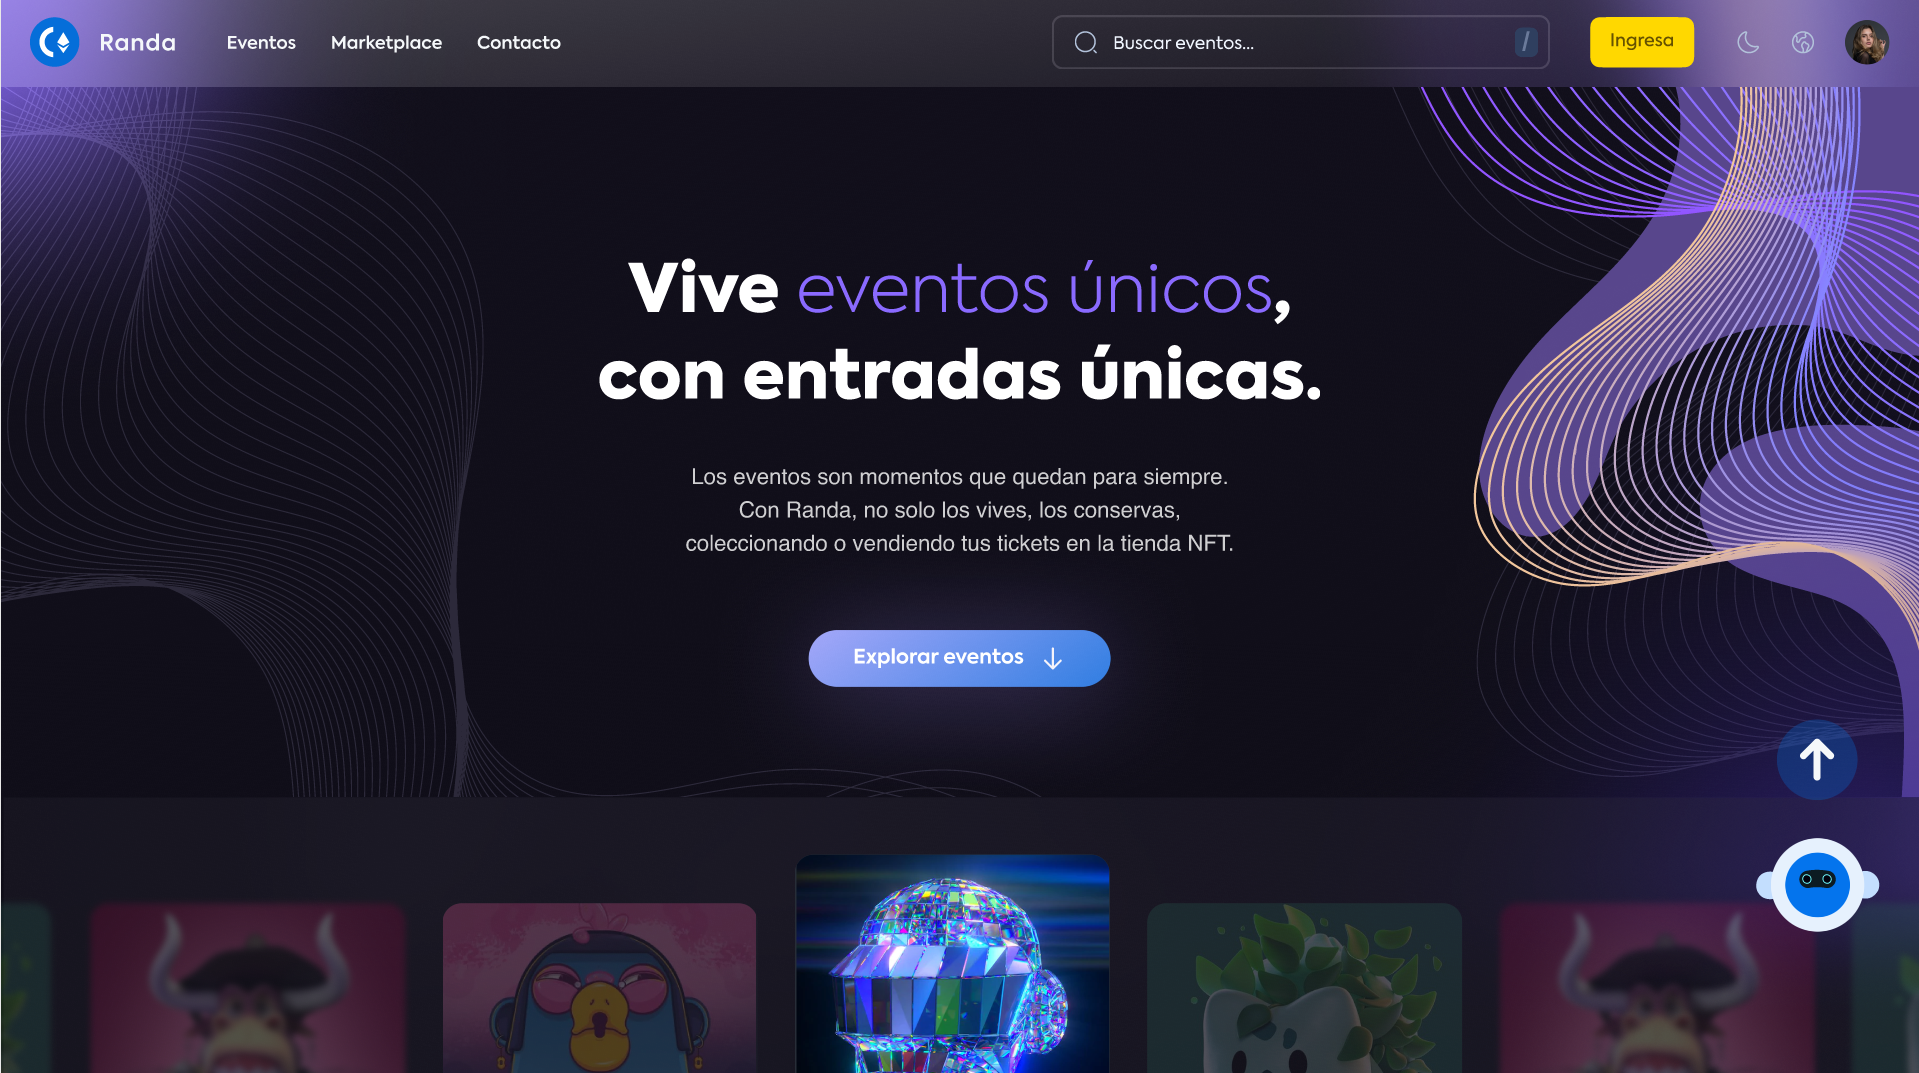 Randa
Eventos
Marketplace
Contacto
Buscar eventos...
/
Ingresa
Vive eventos únicos,
con entradas únicas.
Los eventos son momentos que quedan para siempre.
Con Randa, no solo los vives, los conservas,
coleccionando o vendiendo tus tickets en la tienda NFT.
Explorar eventos